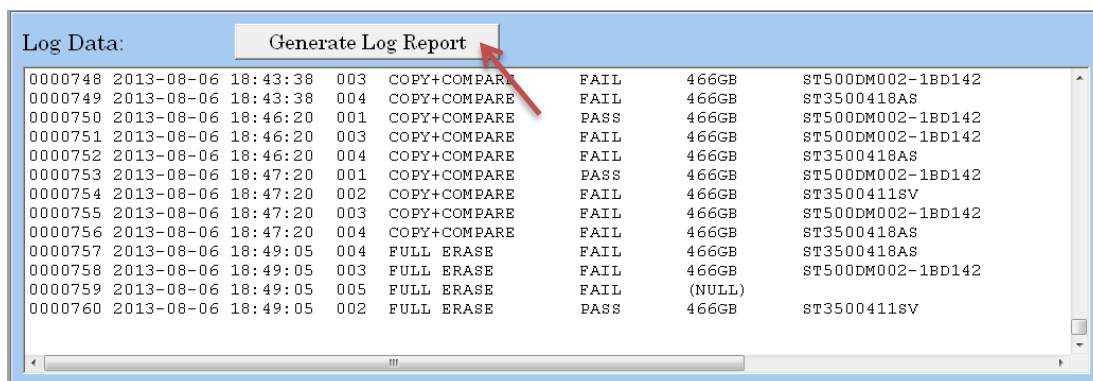 Log Data: Generate Log Report
0000748 2013-08-06 18:43:38 003 COPY+COMPARE FAIL 466GB ST500DM002-1BD142
0000749 2013-08-06 18:43:38 004 COPY+COMPARE FAIL 466GB ST3500418AS
0000750 2013-08-06 18:46:20 001 COPY+COMPARE PASS 466GB ST500DM002-1BD142
0000751 2013-08-06 18:46:20 003 COPY+COMPARE FAIL 466GB ST500DM002-1BD142
0000752 2013-08-06 18:46:20 004 COPY+COMPARE FAIL 466GB ST3500418AS
0000753 2013-08-06 18:47:20 001 COPY+COMPARE PASS 466GB ST500DM002-1BD142
0000754 2013-08-06 18:47:20 002 COPY+COMPARE FAIL 466GB ST3500411SV
0000755 2013-08-06 18:47:20 003 COPY+COMPARE FAIL 466GB ST500DM002-1BD142
0000756 2013-08-06 18:47:20 004 COPY+COMPARE FAIL 466GB ST3500418AS
0000757 2013-08-06 18:49:05 004 FULL ERASE FAIL 466GB ST3500418AS
0000758 2013-08-06 18:49:05 003 FULL ERASE FAIL 466GB ST500DM002-1BD142
0000759 2013-08-06 18:49:05 005 FULL ERASE FAIL (NULL)
0000760 2013-08-06 18:49:05 002 FULL ERASE PASS 466GB ST3500411SV